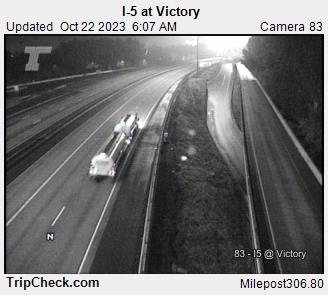 I-5 at Victory
Updated Oct 22 2023 6:07 AM Camera 83
T
N
83 - I5 @ Victory
TripCheck.com Milepost306.80